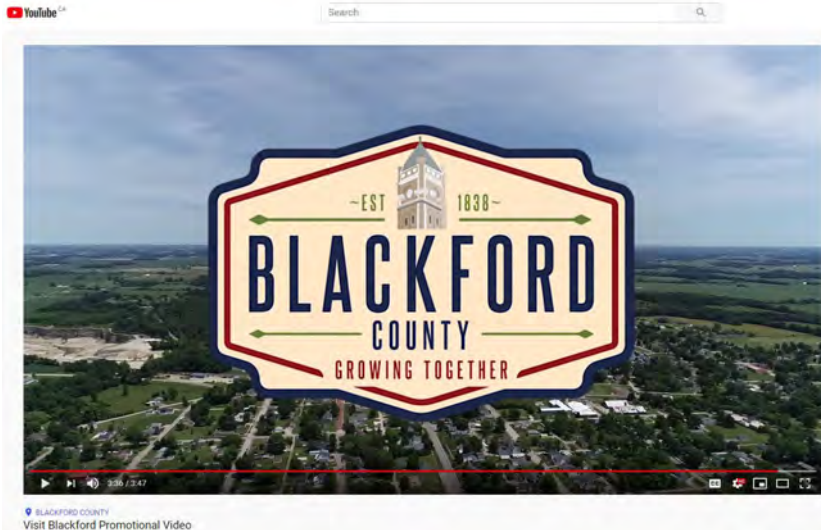 YouTube CA
Search
~EST 1838~
BLACKFORD
COUNTY
GROWING TOGETHER
3:36 / 3:47
BLACKFORD COUNTY
Visit Blackford Promotional Video